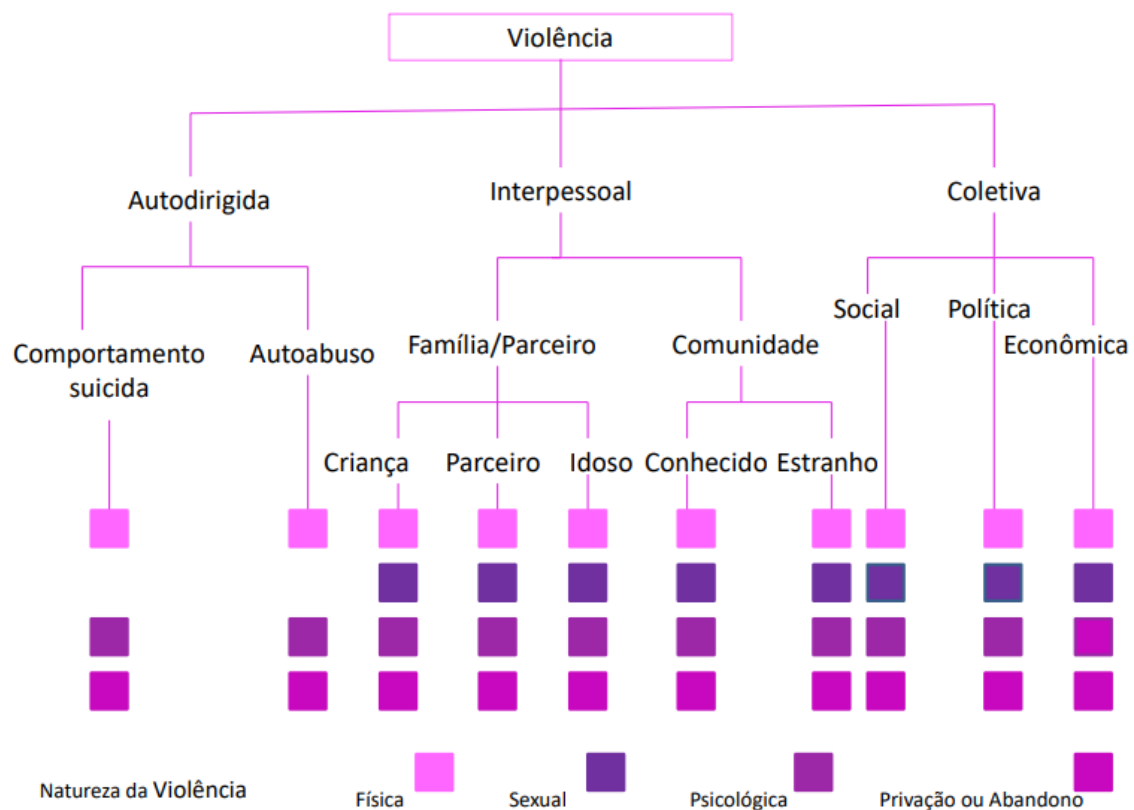 Violência
Autodirigida
Interpessoal
Coletiva
Comportamento
suicida
Autoabuso
Família/Parceiro
Comunidade
Social
Política
Econômica
Criança
Parceiro
Idoso
Conhecido
Estranho
Natureza da Violência
Física
Sexual
Psicológica
Privação ou Abandono